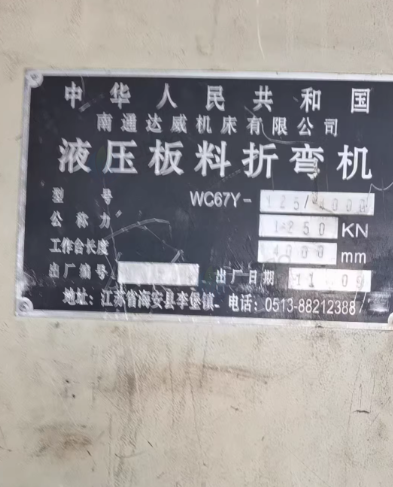 中华人民共和国
南通达威机床有限公司
液压板料折弯机
型号 WC67Y- 125/4000
公称力 1250 KN
工作台长度 4000 mm
出厂编号 出厂日期 11.09
地址:江苏省海安县李堡镇 电话:0513-88212388